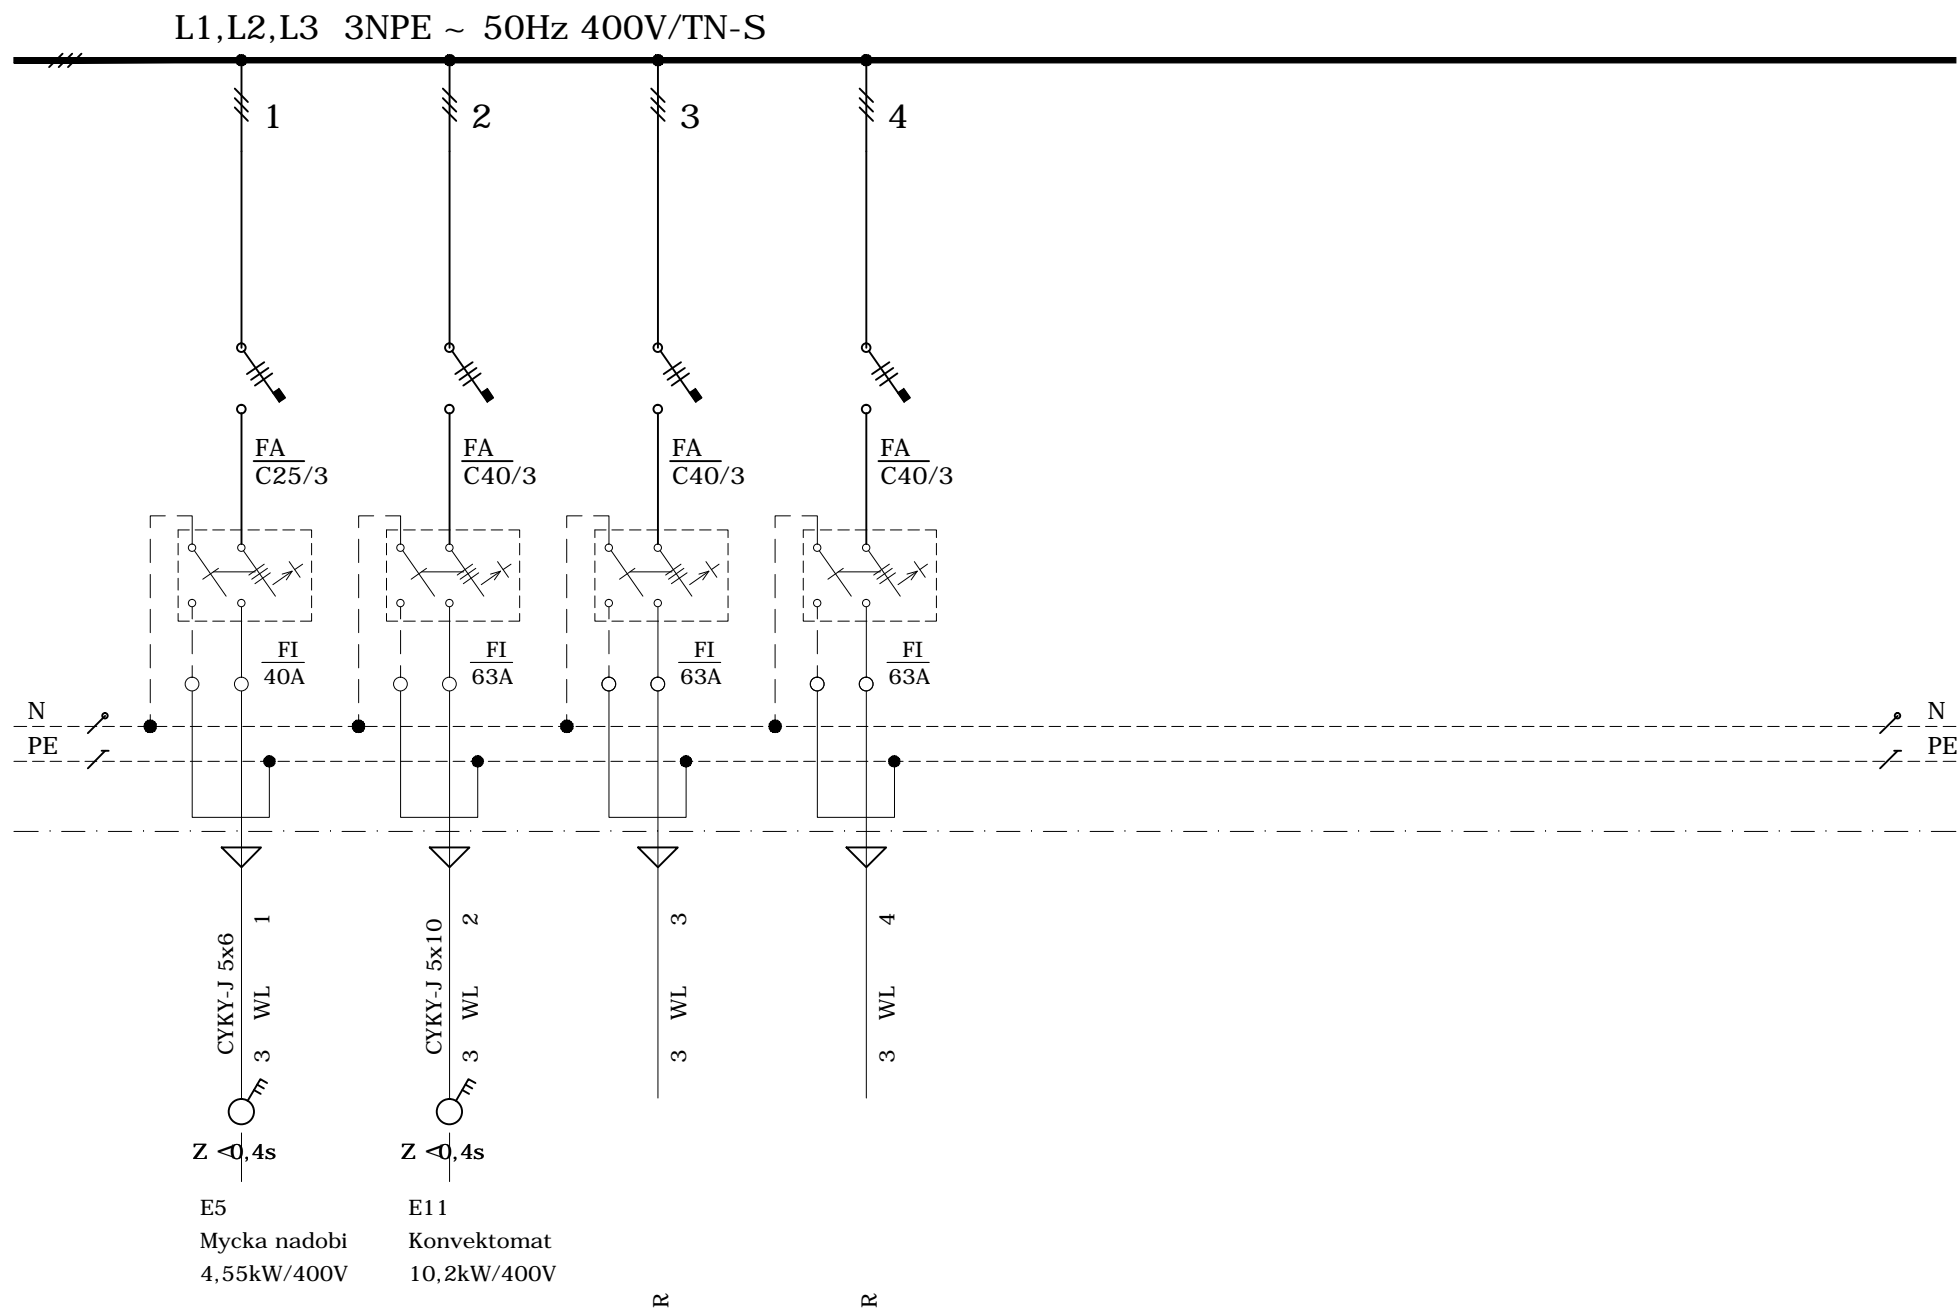 L1,L2,L3 3NPE ~ 50Hz 400V/TN-S
1 2 3 4
FA FA FA FA
C25/3 C40/3 C40/3 C40/3
FI FI FI FI
40A 63A 63A 63A
N N
PE PE
CYKY-J 5x6
3 WL 1
CYKY-J 5x10
3 WL 2
3 WL 3
3 WL 4
Z <0,4s Z <0,4s
E5
Mycka nadobi
4,55kW/400V
E11
Konvektomat
10,2kW/400V
R R